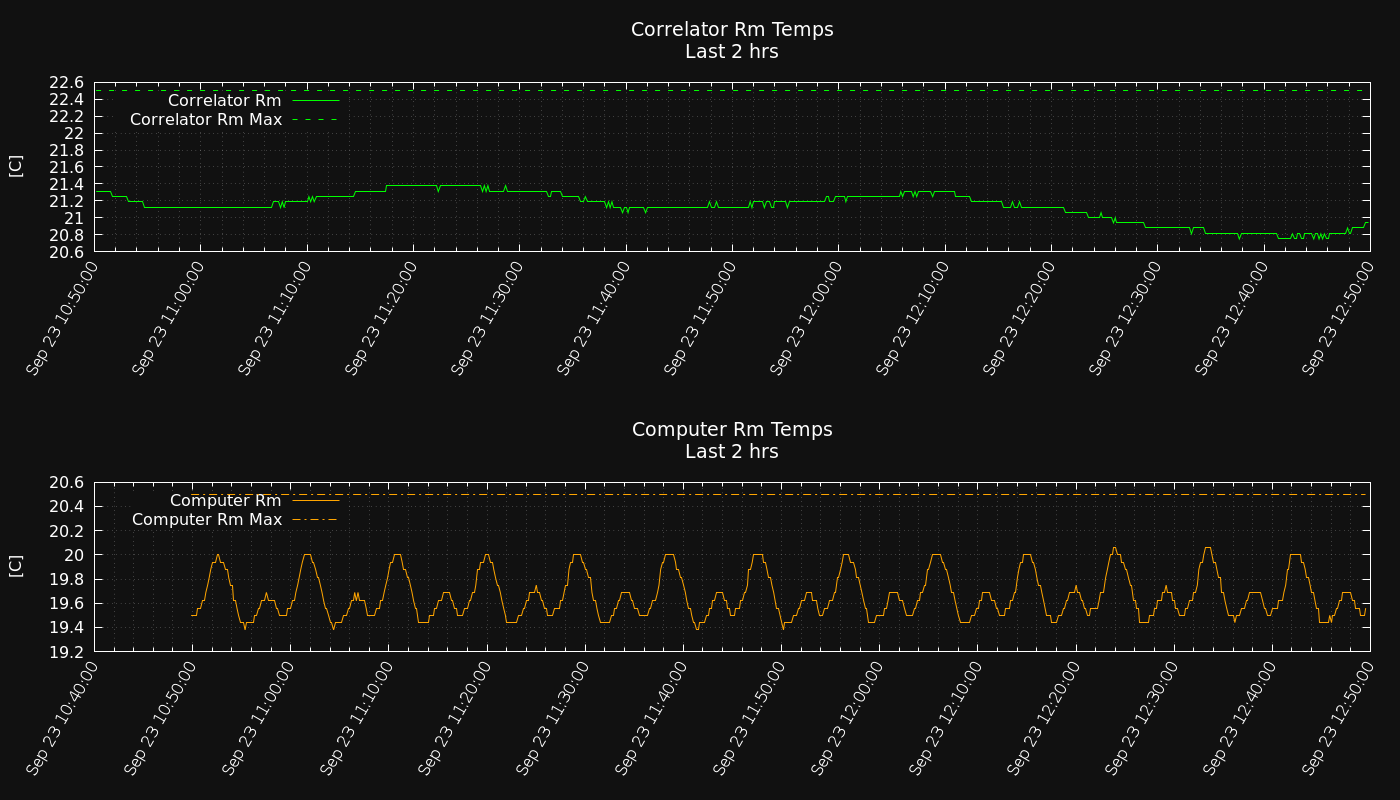 Correlator Rm Temps
Last 2 hrs
22.6
22.4
22.2
22
21.8
21.6
21.4
21.2
21
20.8
20.6
[C]
Correlator Rm
Correlator Rm Max
Sep 23 10:50:00
Sep 23 11:00:00
Sep 23 11:10:00
Sep 23 11:20:00
Sep 23 11:30:00
Sep 23 11:40:00
Sep 23 11:50:00
Sep 23 12:00:00
Sep 23 12:10:00
Sep 23 12:20:00
Sep 23 12:30:00
Sep 23 12:40:00
Sep 23 12:50:00
Computer Rm Temps
Last 2 hrs
20.6
20.4
20.2
20
19.8
19.6
19.4
19.2
[C]
Computer Rm
Computer Rm Max
Sep 23 10:40:00
Sep 23 10:50:00
Sep 23 11:00:00
Sep 23 11:10:00
Sep 23 11:20:00
Sep 23 11:30:00
Sep 23 11:40:00
Sep 23 11:50:00
Sep 23 12:00:00
Sep 23 12:10:00
Sep 23 12:20:00
Sep 23 12:30:00
Sep 23 12:40:00
Sep 23 12:50:00